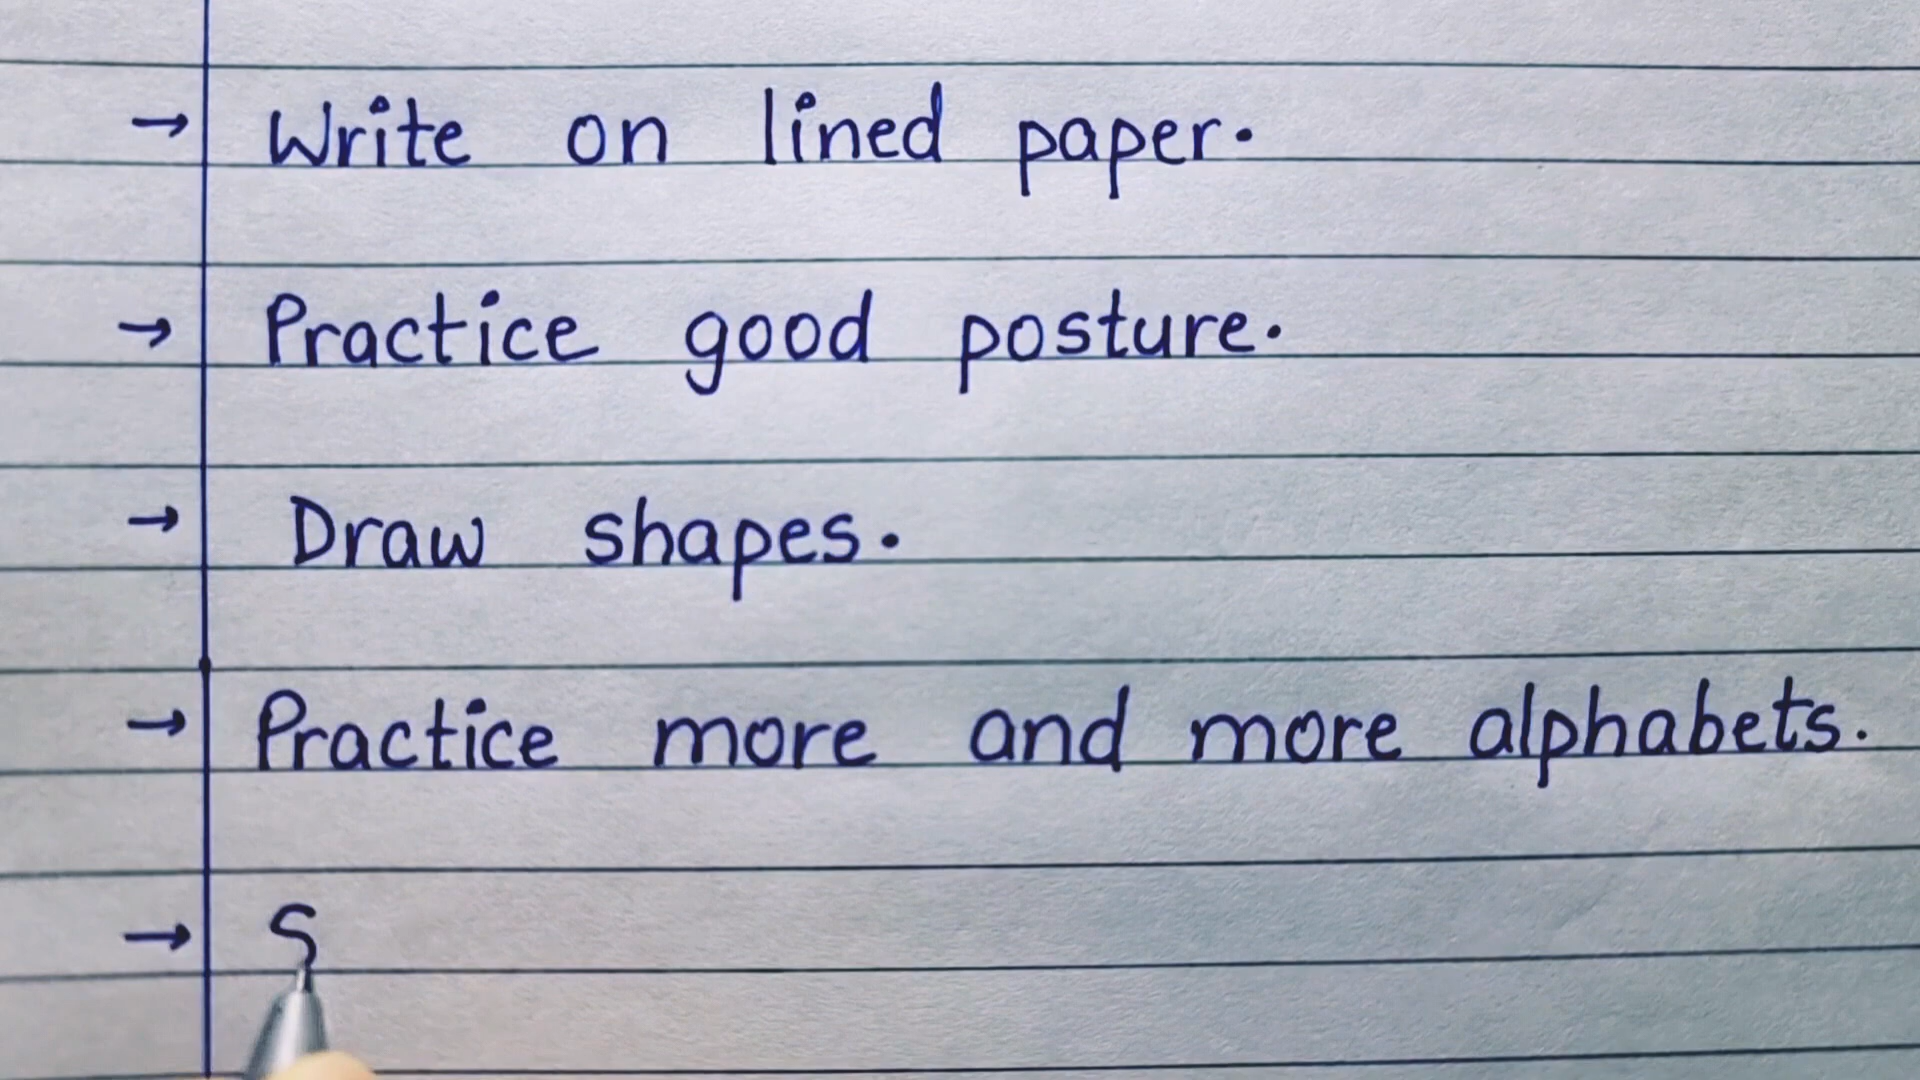 → Write on lined paper.
→ Practice good posture.
→ Draw shapes.
→ Practice more and more alphabets.
→ S